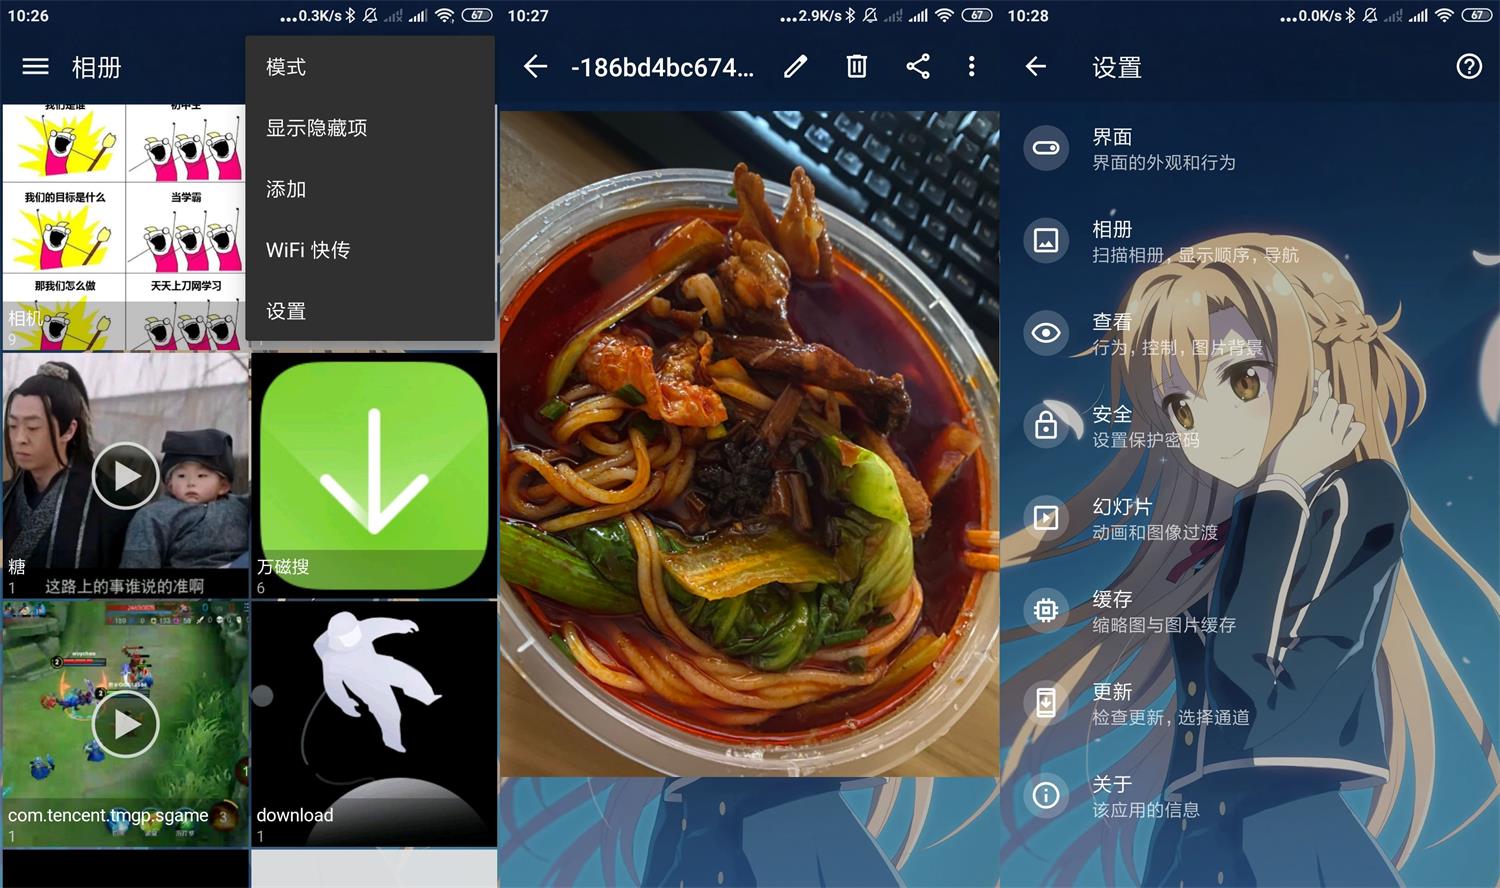 10:26
...0.3K/s
67
相册
模式
显示隐藏项
添加
WiFi 快传
设置
我们是谁
初中生
我们的目标是什么
当学霸
那我们怎么做
天天上刀网学习
相机
9
糖
1
这路上的事谁说的准啊
万磁搜
6
com.tencent.tmgp.sgame
1
download
1
10:27
...2.9K/s
67
-186bd4bc674...
10:28
...0.0K/s
67
设置
界面
界面的外观和行为
相册
扫描相册，显示顺序，导航
查看
行为，控制，图片背景
安全
设置保护密码
幻灯片
动画和图像过渡
缓存
缩略图与图片缓存
更新
检查更新，选择通道
关于
该应用的信息